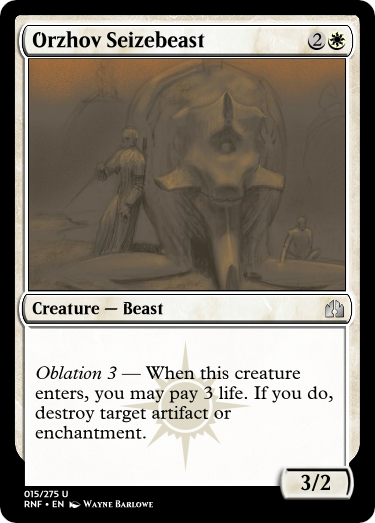 Orzhov Seizebeast 2
Creature — Beast
Oblation 3 — When this creature
enters, you may pay 3 life. If you do,
destroy target artifact or
enchantment.
3/2
015/275 U
RNF • EN Wayne Barlowe